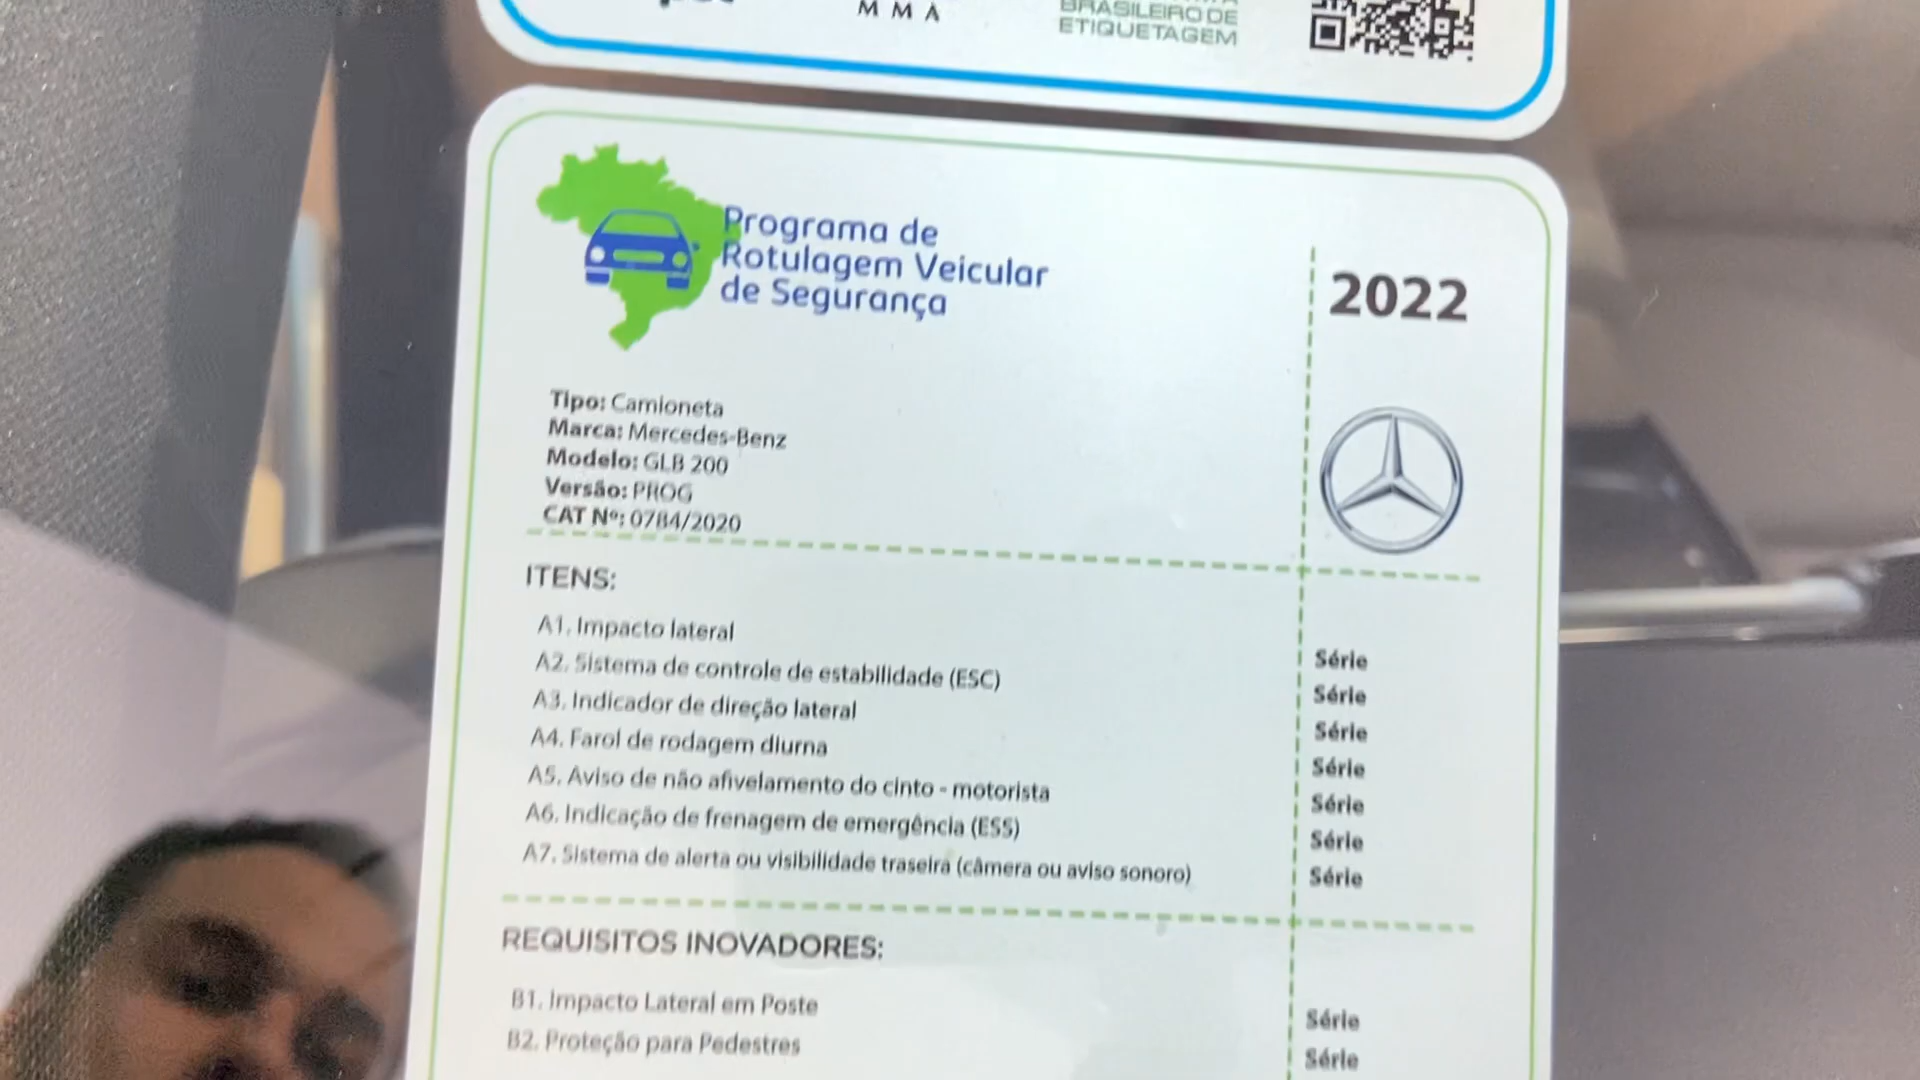 MMA
BRASILEIRO DE
ETIQUETAGEM
Programa de
Rotulagem Veicular
de Segurança
2022
Tipo: Camioneta
Marca: Mercedes-Benz
Modelo: GLB 200
Versão: PROG
CAT Nº: 0784/2020
ITENS:
A1. Impacto lateral Série
A2. Sistema de controle de estabilidade (ESC) Série
A3. Indicador de direção lateral Série
A4. Farol de rodagem diurna Série
A5. Aviso de não afivelamento do cinto - motorista Série
A6. Indicação de frenagem de emergência (ESS) Série
A7. Sistema de alerta ou visibilidade traseira (câmera ou aviso sonoro) Série
REQUISITOS INOVADORES:
B1. Impacto Lateral em Poste Série
B2. Proteção para Pedestres Série